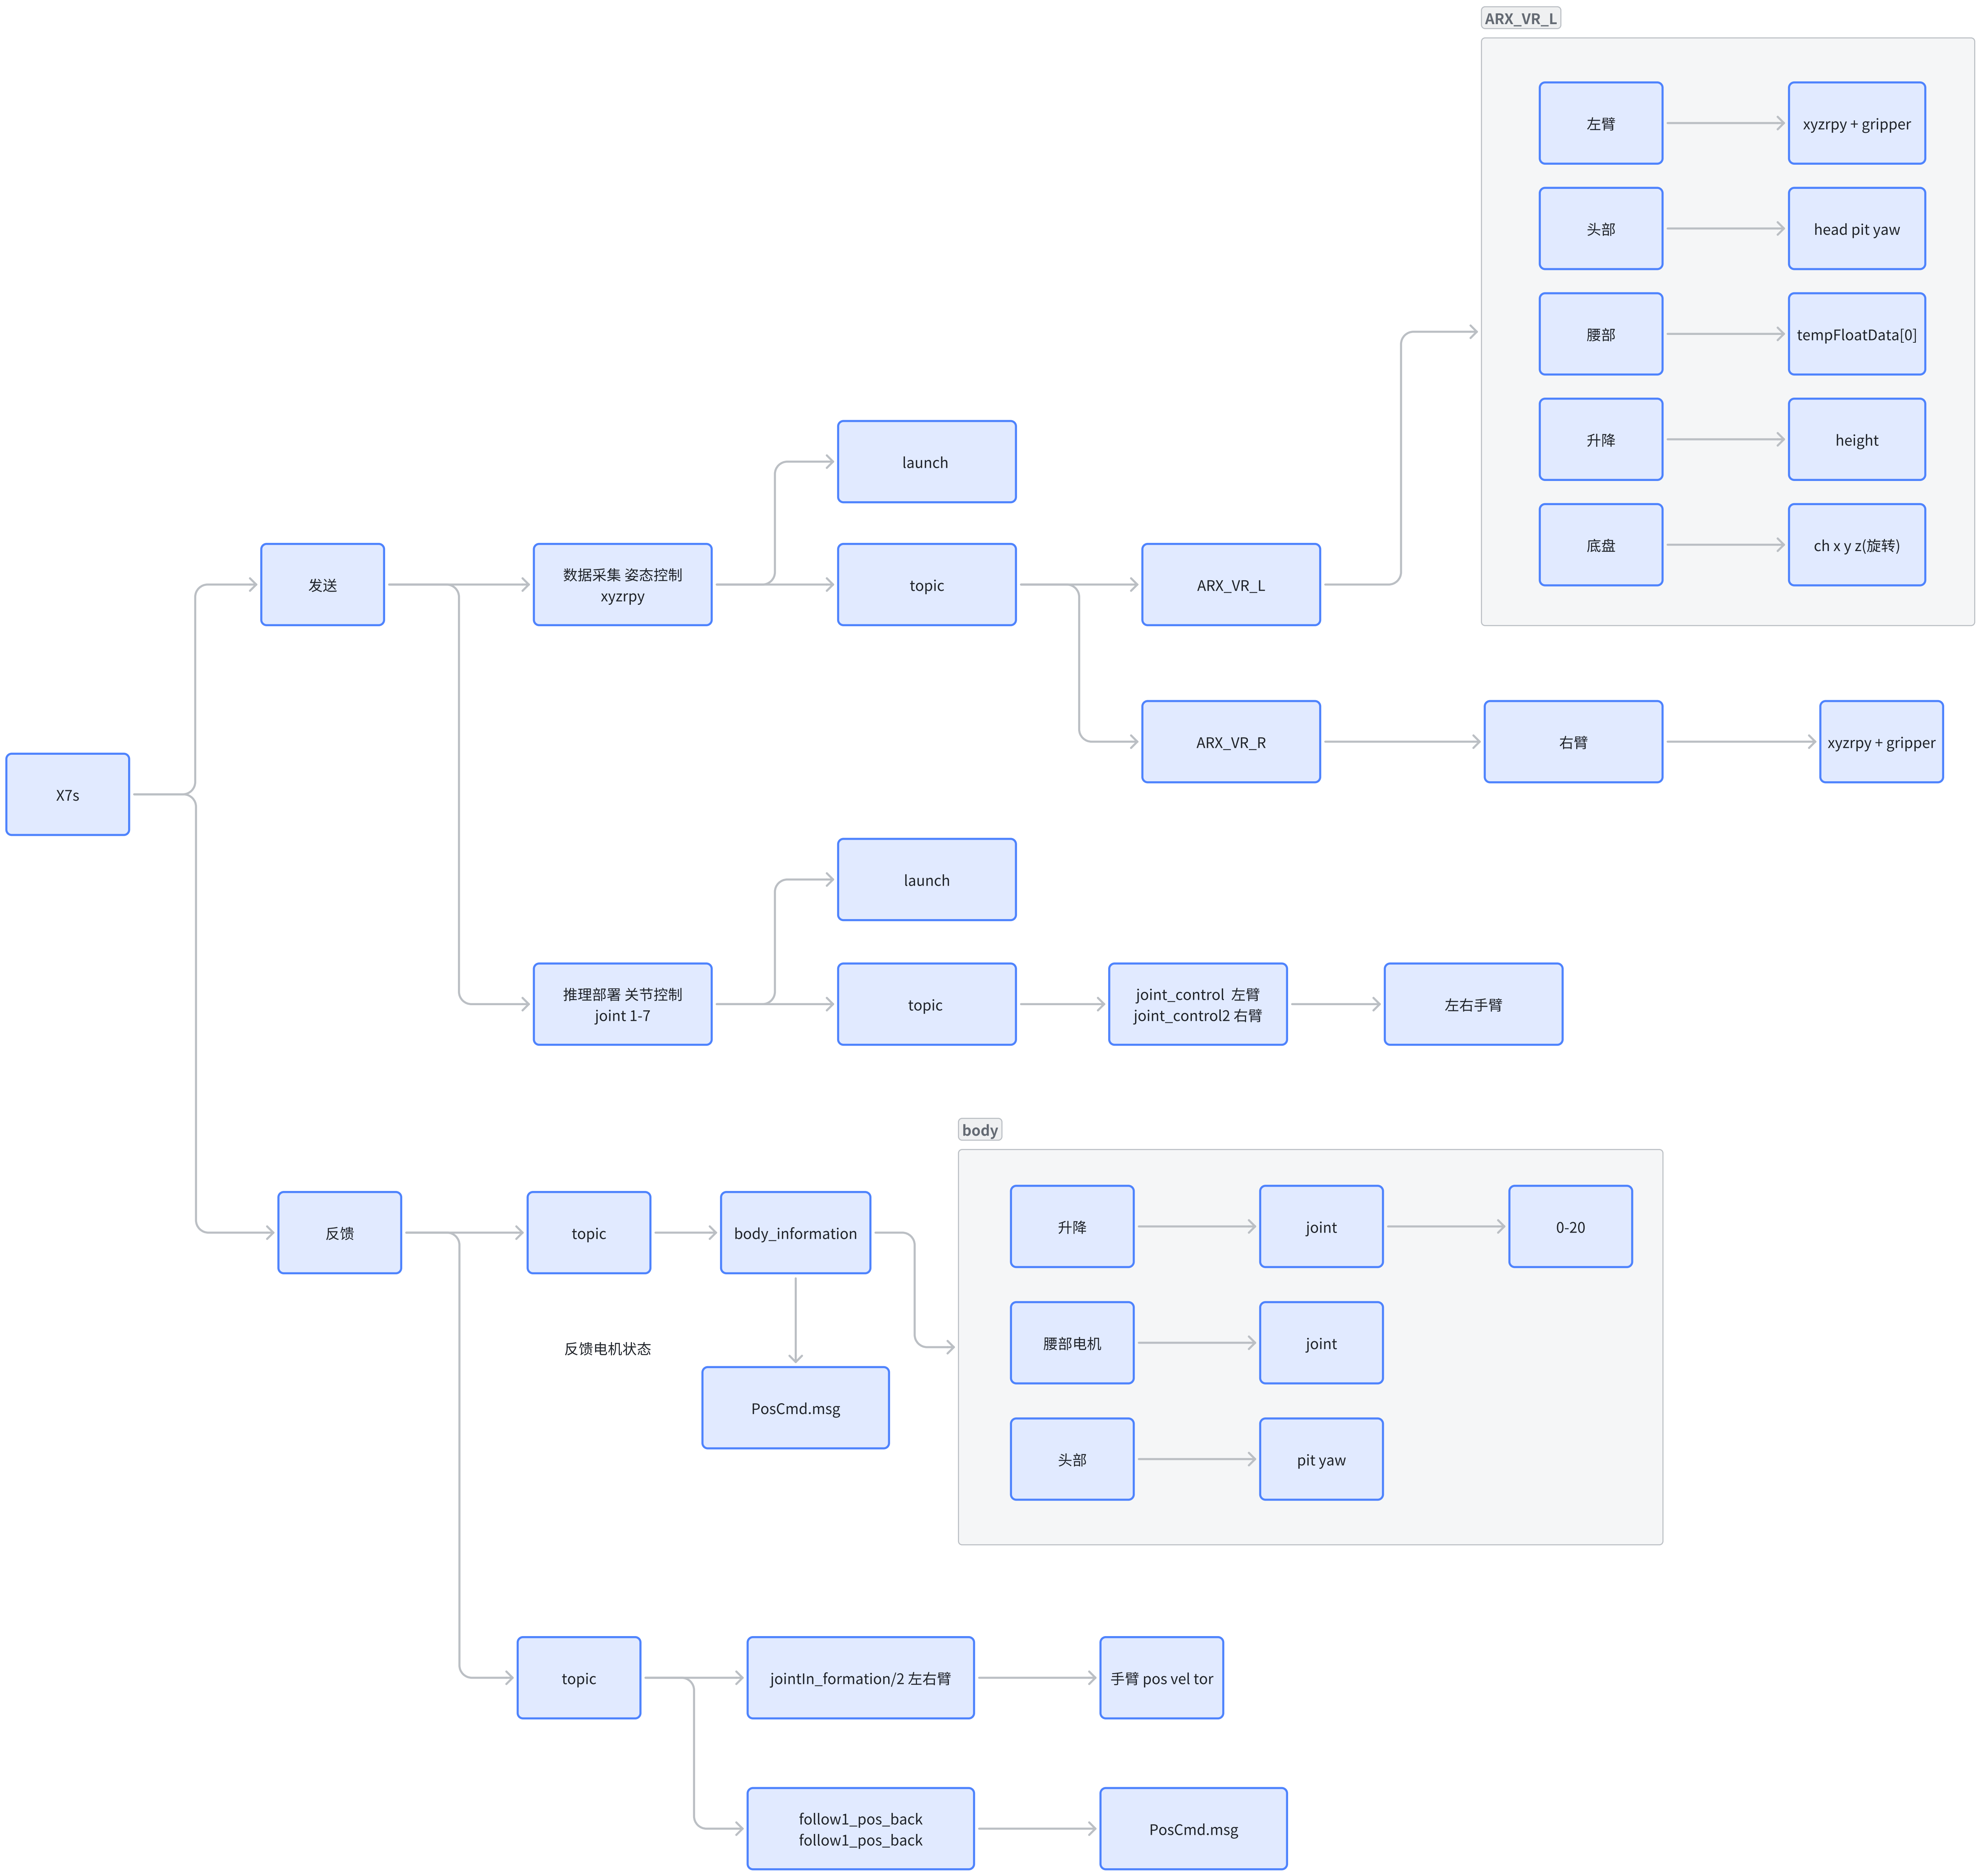 ARX_VR_L
左臂
xyzrpy + gripper
头部
head pit yaw
腰部
tempFloatData[0]
升降
height
底盘
ch x y z(旋转)
launch
发送
数据采集 姿态控制
xyzrpy
topic
ARX_VR_L
ARX_VR_R
右臂
xyzrpy + gripper
X7s
launch
推理部署 关节控制
joint 1-7
topic
joint_control 左臂
joint_control2 右臂
左右手臂
body
反馈
topic
body_information
升降
joint
0-20
反馈电机状态
腰部电机
joint
PosCmd.msg
头部
pit yaw
topic
jointIn_formation/2 左右臂
手臂 pos vel tor
follow1_pos_back
follow1_pos_back
PosCmd.msg